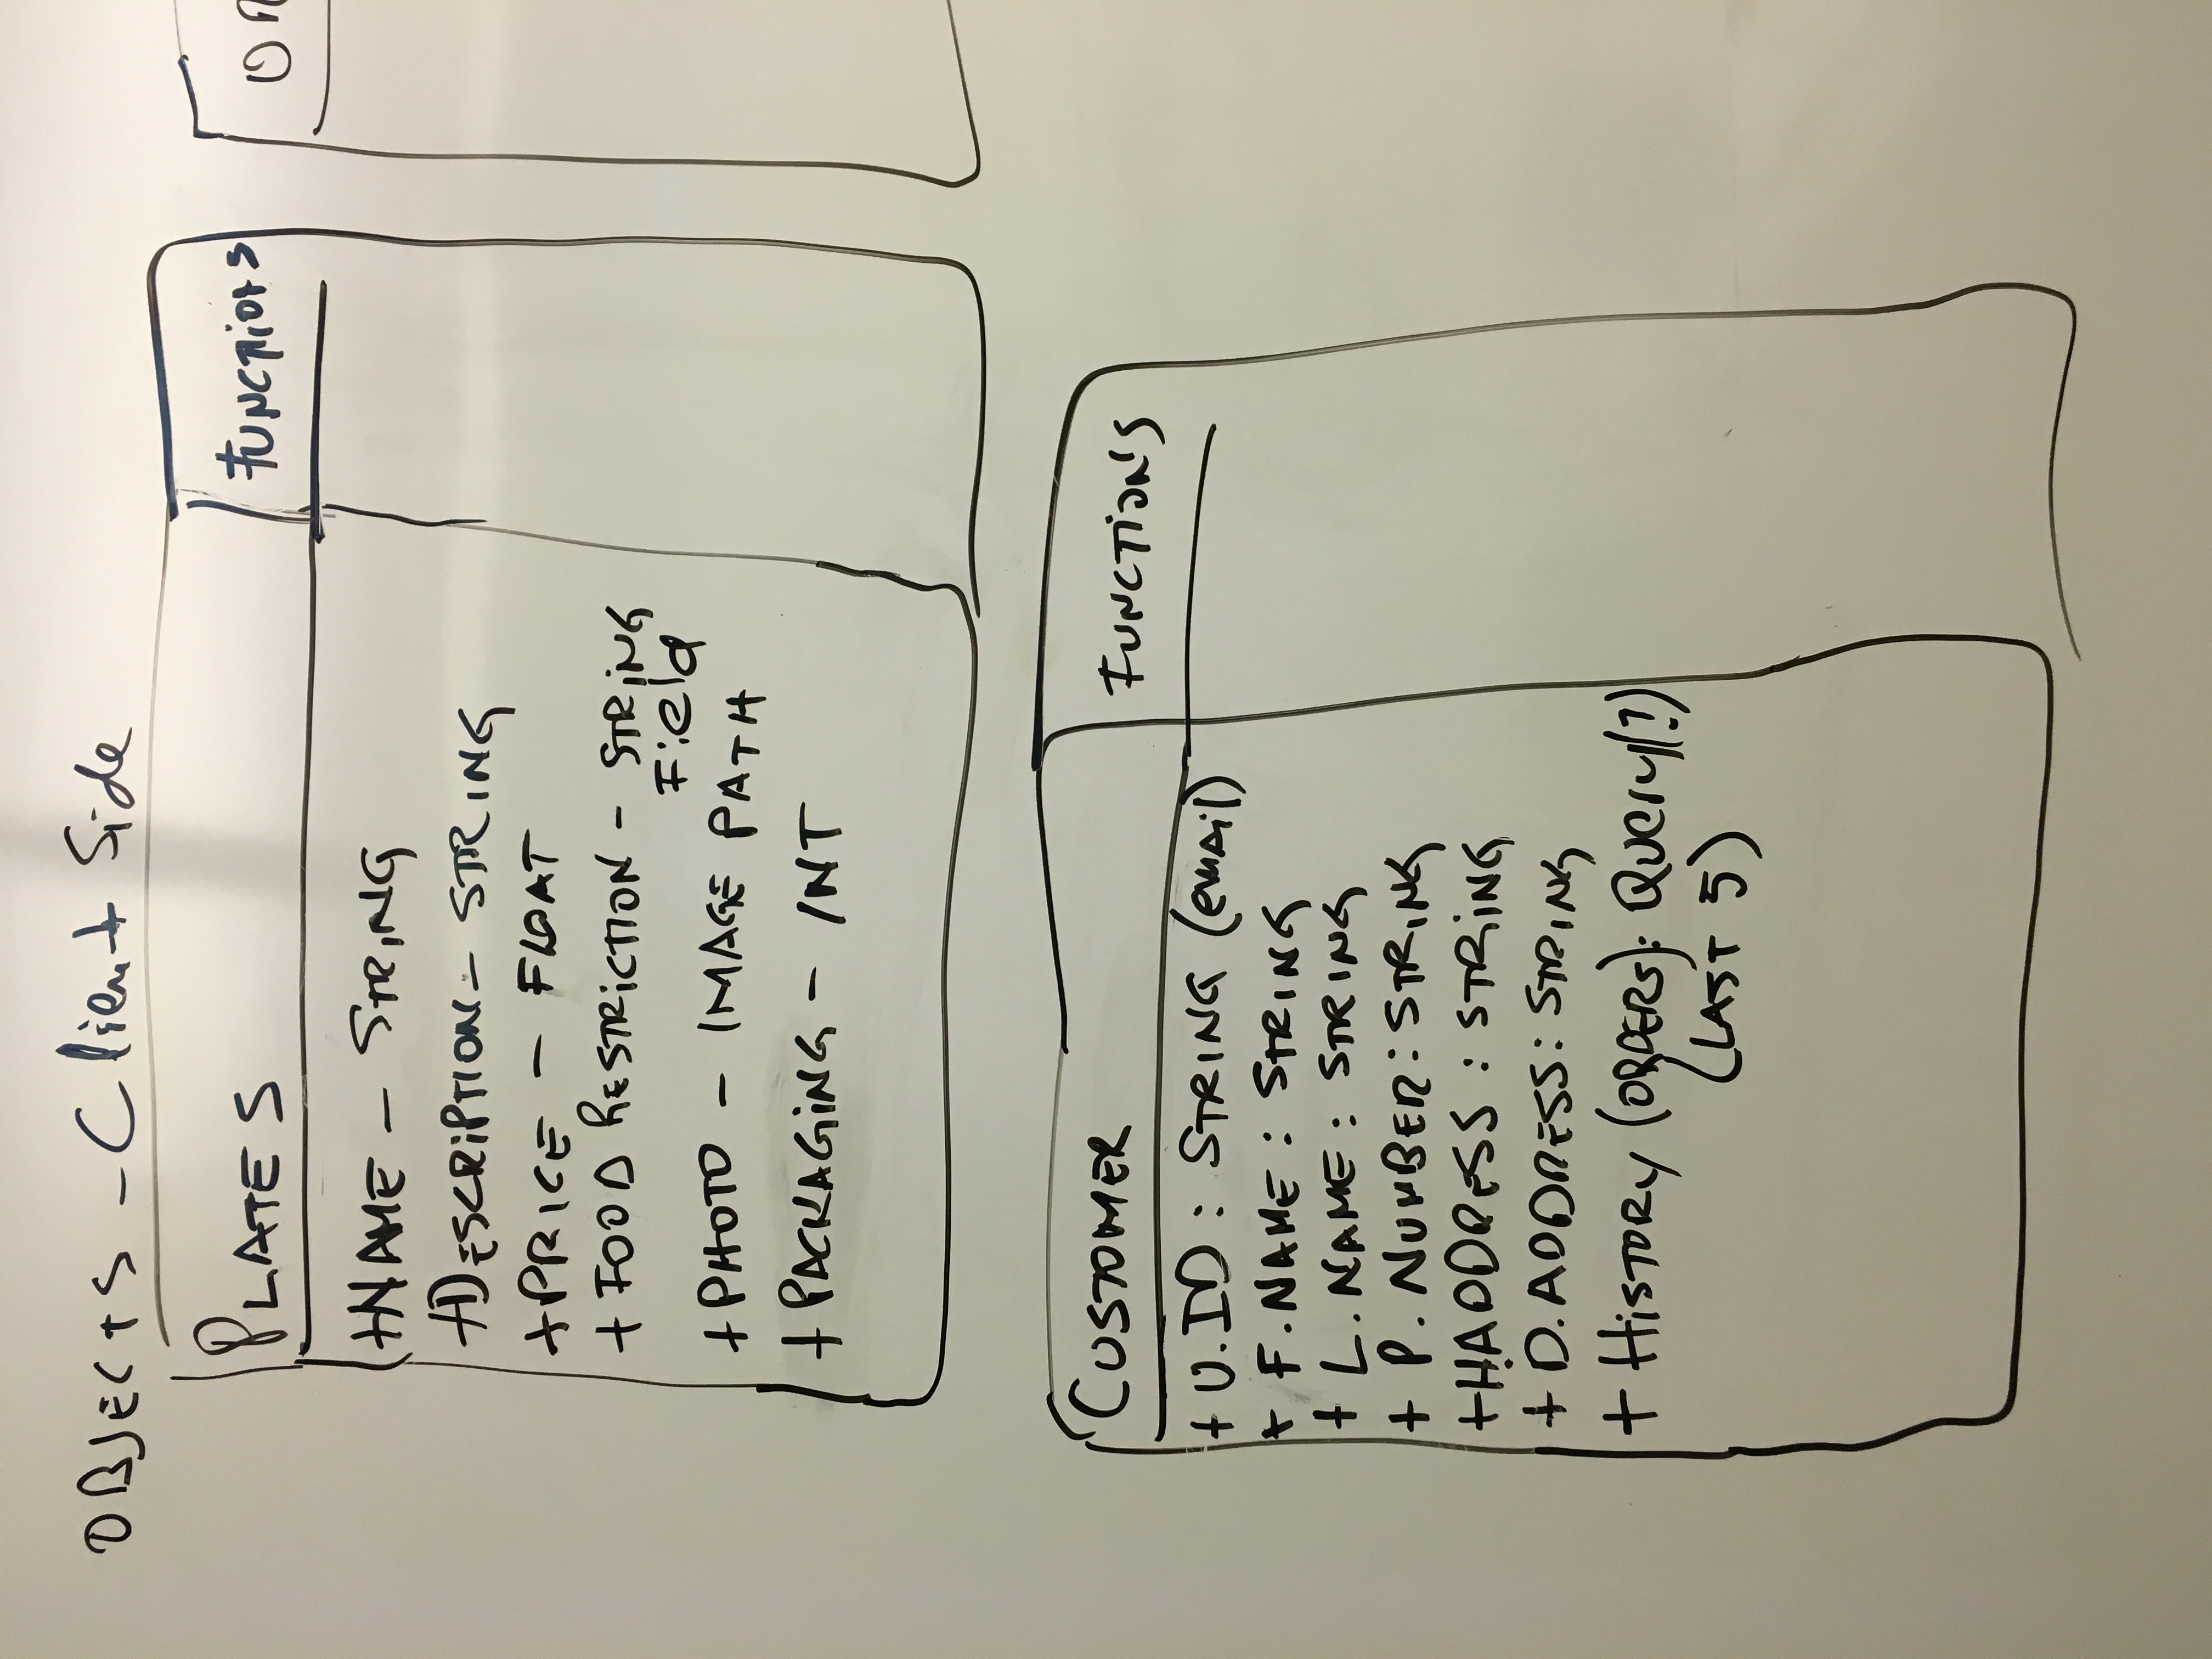 OBJECTS - Client Side
PLATES
FUNCTIONS
+NAME - STRING
+DESCRIPTION - STRING
+PRICE - FLOAT
+ FOOD RESTRICTION - STRING
Field
+ PHOTO - IMAGE PATH
+ PACKAGING - INT
OR
CUSTOMER
FUNCTIONS
+ U.ID : STRING (email)
+ F.NAME : STRING
+ L.NAME : STRING
+ P. NUMBER : STRING
+ H.ADDRESS : STRING
+ D.ADDRESS : STRING
+ HISTORY (ORDERS): QUERY(?)
(LAST 5)